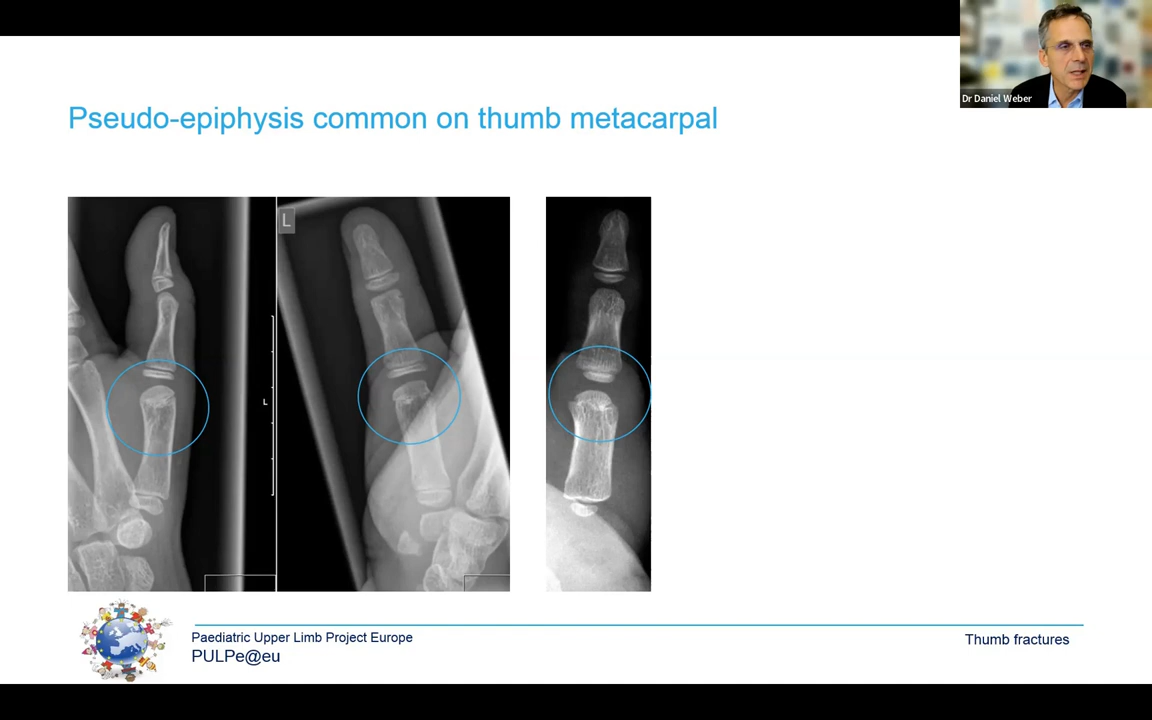 Dr Daniel Weber
Pseudo-epiphysis common on thumb metacarpal
L
L
Paediatric Upper Limb Project Europe
PULPe@eu
Thumb fractures